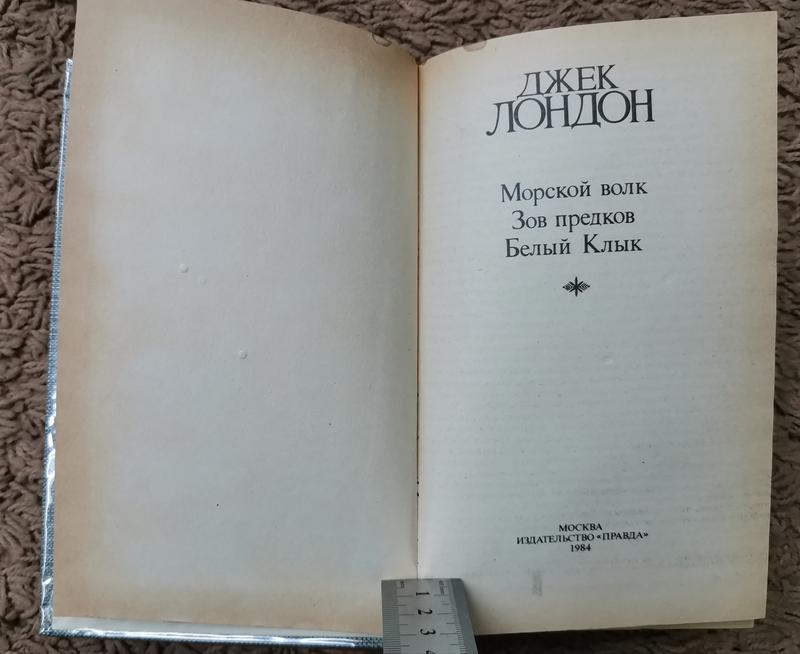 ДЖЕК
ЛОНДОН
Морской волк
Зов предков
Белый Клык
МОСКВА
ИЗДАТЕЛЬСТВО «ПРАВДА»
1984
1
2
3
4